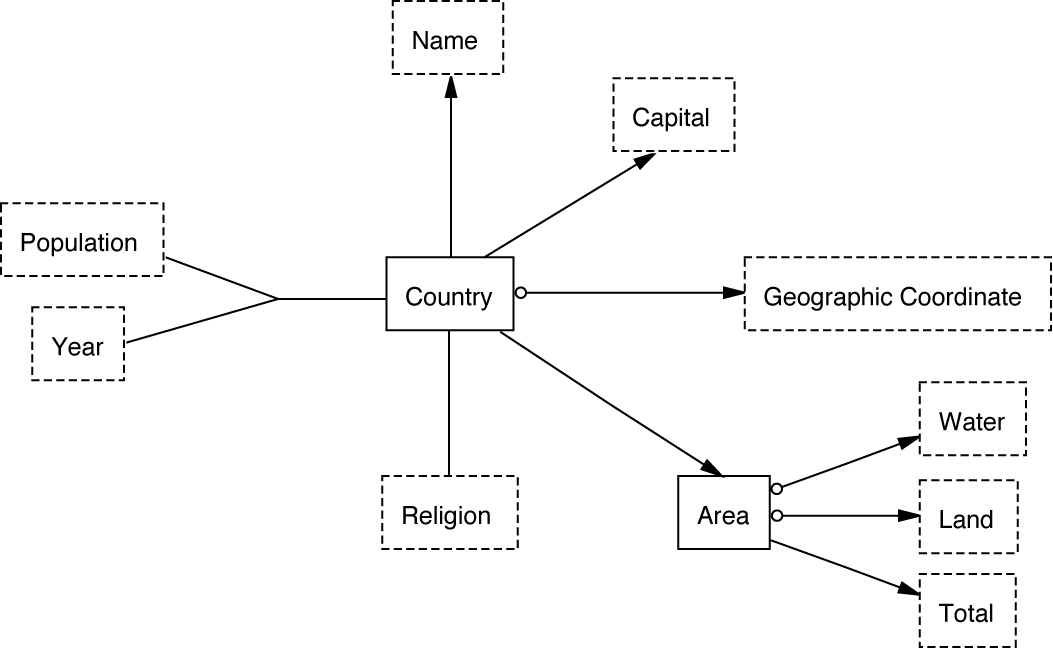 Name
Capital
Population
Country
Geographic Coordinate
Year
Water
Religion
Area
Land
Total